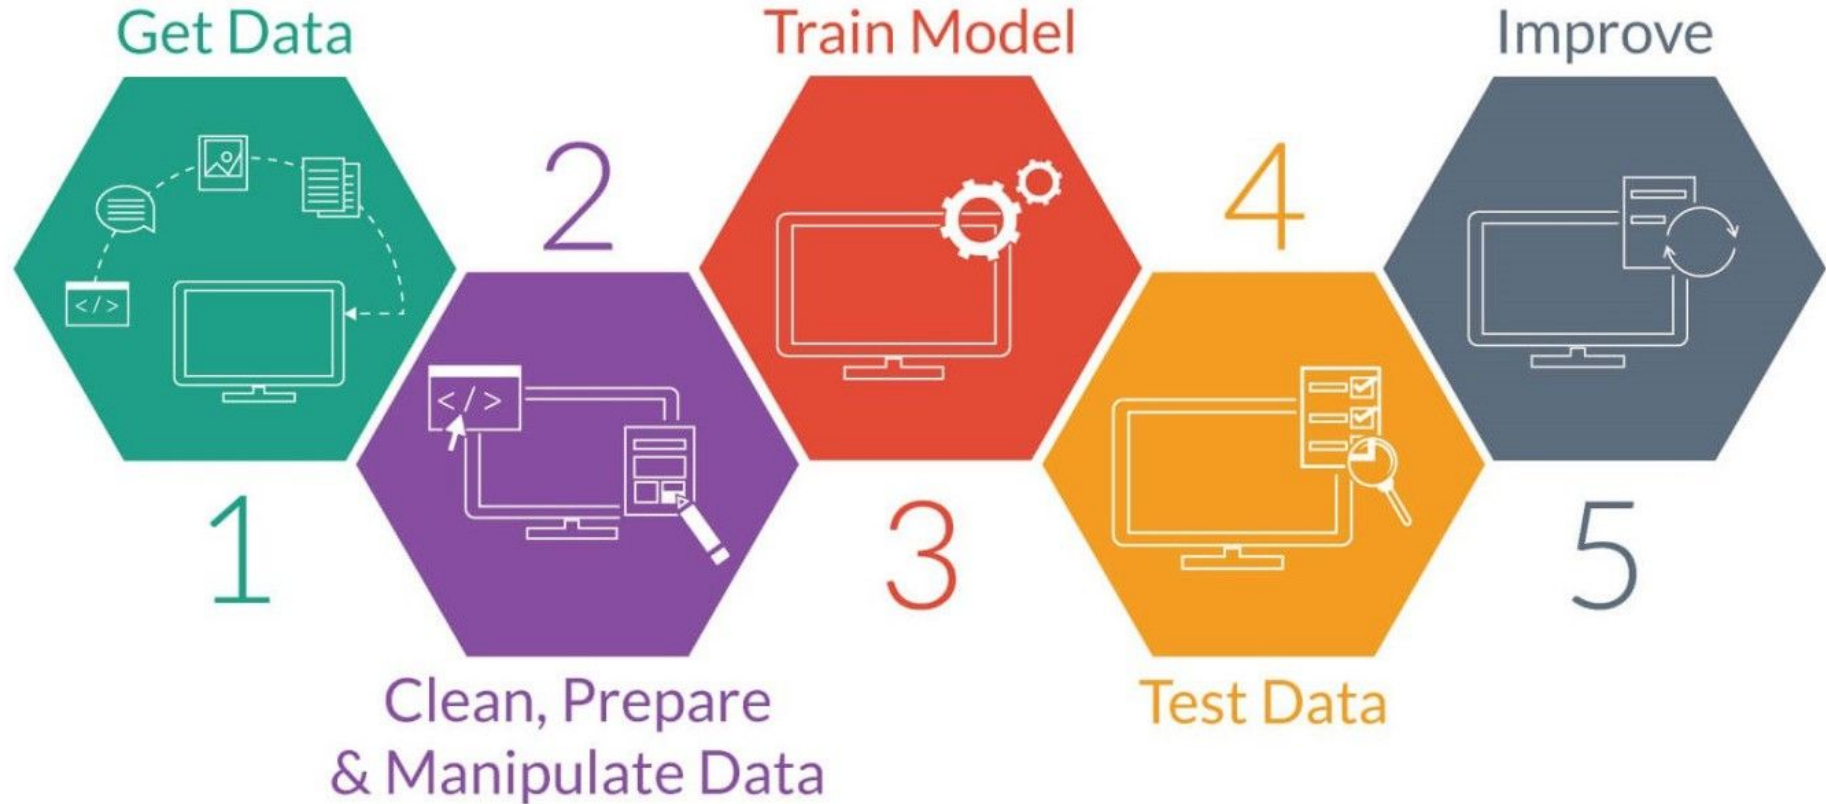 Get Data
1
2
Clean, Prepare
& Manipulate Data
</>
Train Model
3
4
Test Data
Improve
5
</>